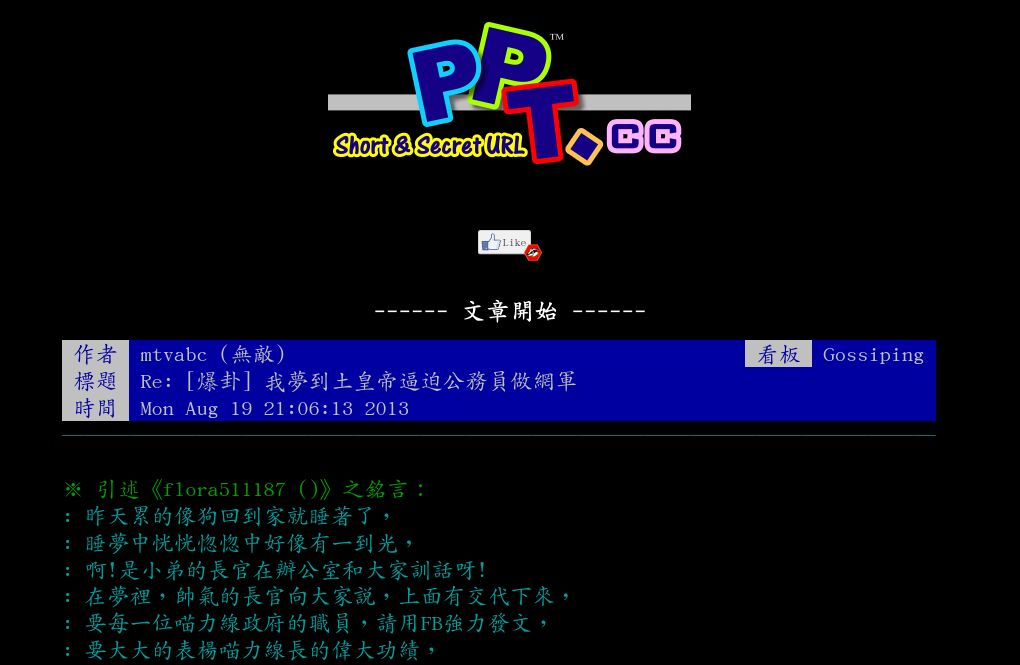 PPT.CC™
Short & Secret URL
Like
------ 文章開始 ------
作者 mtvabc (無敵) 看板 Gossiping
標題 Re: [爆卦] 我夢到土皇帝逼迫公務員做網軍
時間 Mon Aug 19 21:06:13 2013
※ 引述《flora511187 ()》之銘言：
: 昨天累的像狗回到家就睡著了，
: 睡夢中恍恍惚惚中好像有一到光，
: 啊!是小弟的長官在辦公室和大家訓話呀!
: 在夢裡，帥氣的長官向大家說，上面有交代下來，
: 要每一位喵力線政府的職員，請用FB強力發文，
: 要大大的表楊喵力線長的偉大功績，